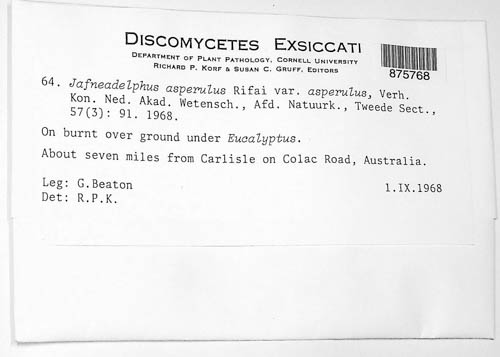 DISCOMYCETES EXSICCATI
DEPARTMENT OF PLANT PATHOLOGY, CORNELL UNIVERSITY
RICHARD P. KORF & SUSAN C. GRUFF, EDITORS
875768
64. Jafneadelphus asperulus Rifai var. asperulus, Verh.
Kon. Ned. Akad. Wetensch., Afd. Natuurk., Tweede Sect.,
57(3): 91. 1968.
On burnt over ground under Eucalyptus.
About seven miles from Carlisle on Colac Road, Australia.
Leg: G.Beaton 1.IX.1968
Det: R.P.K.